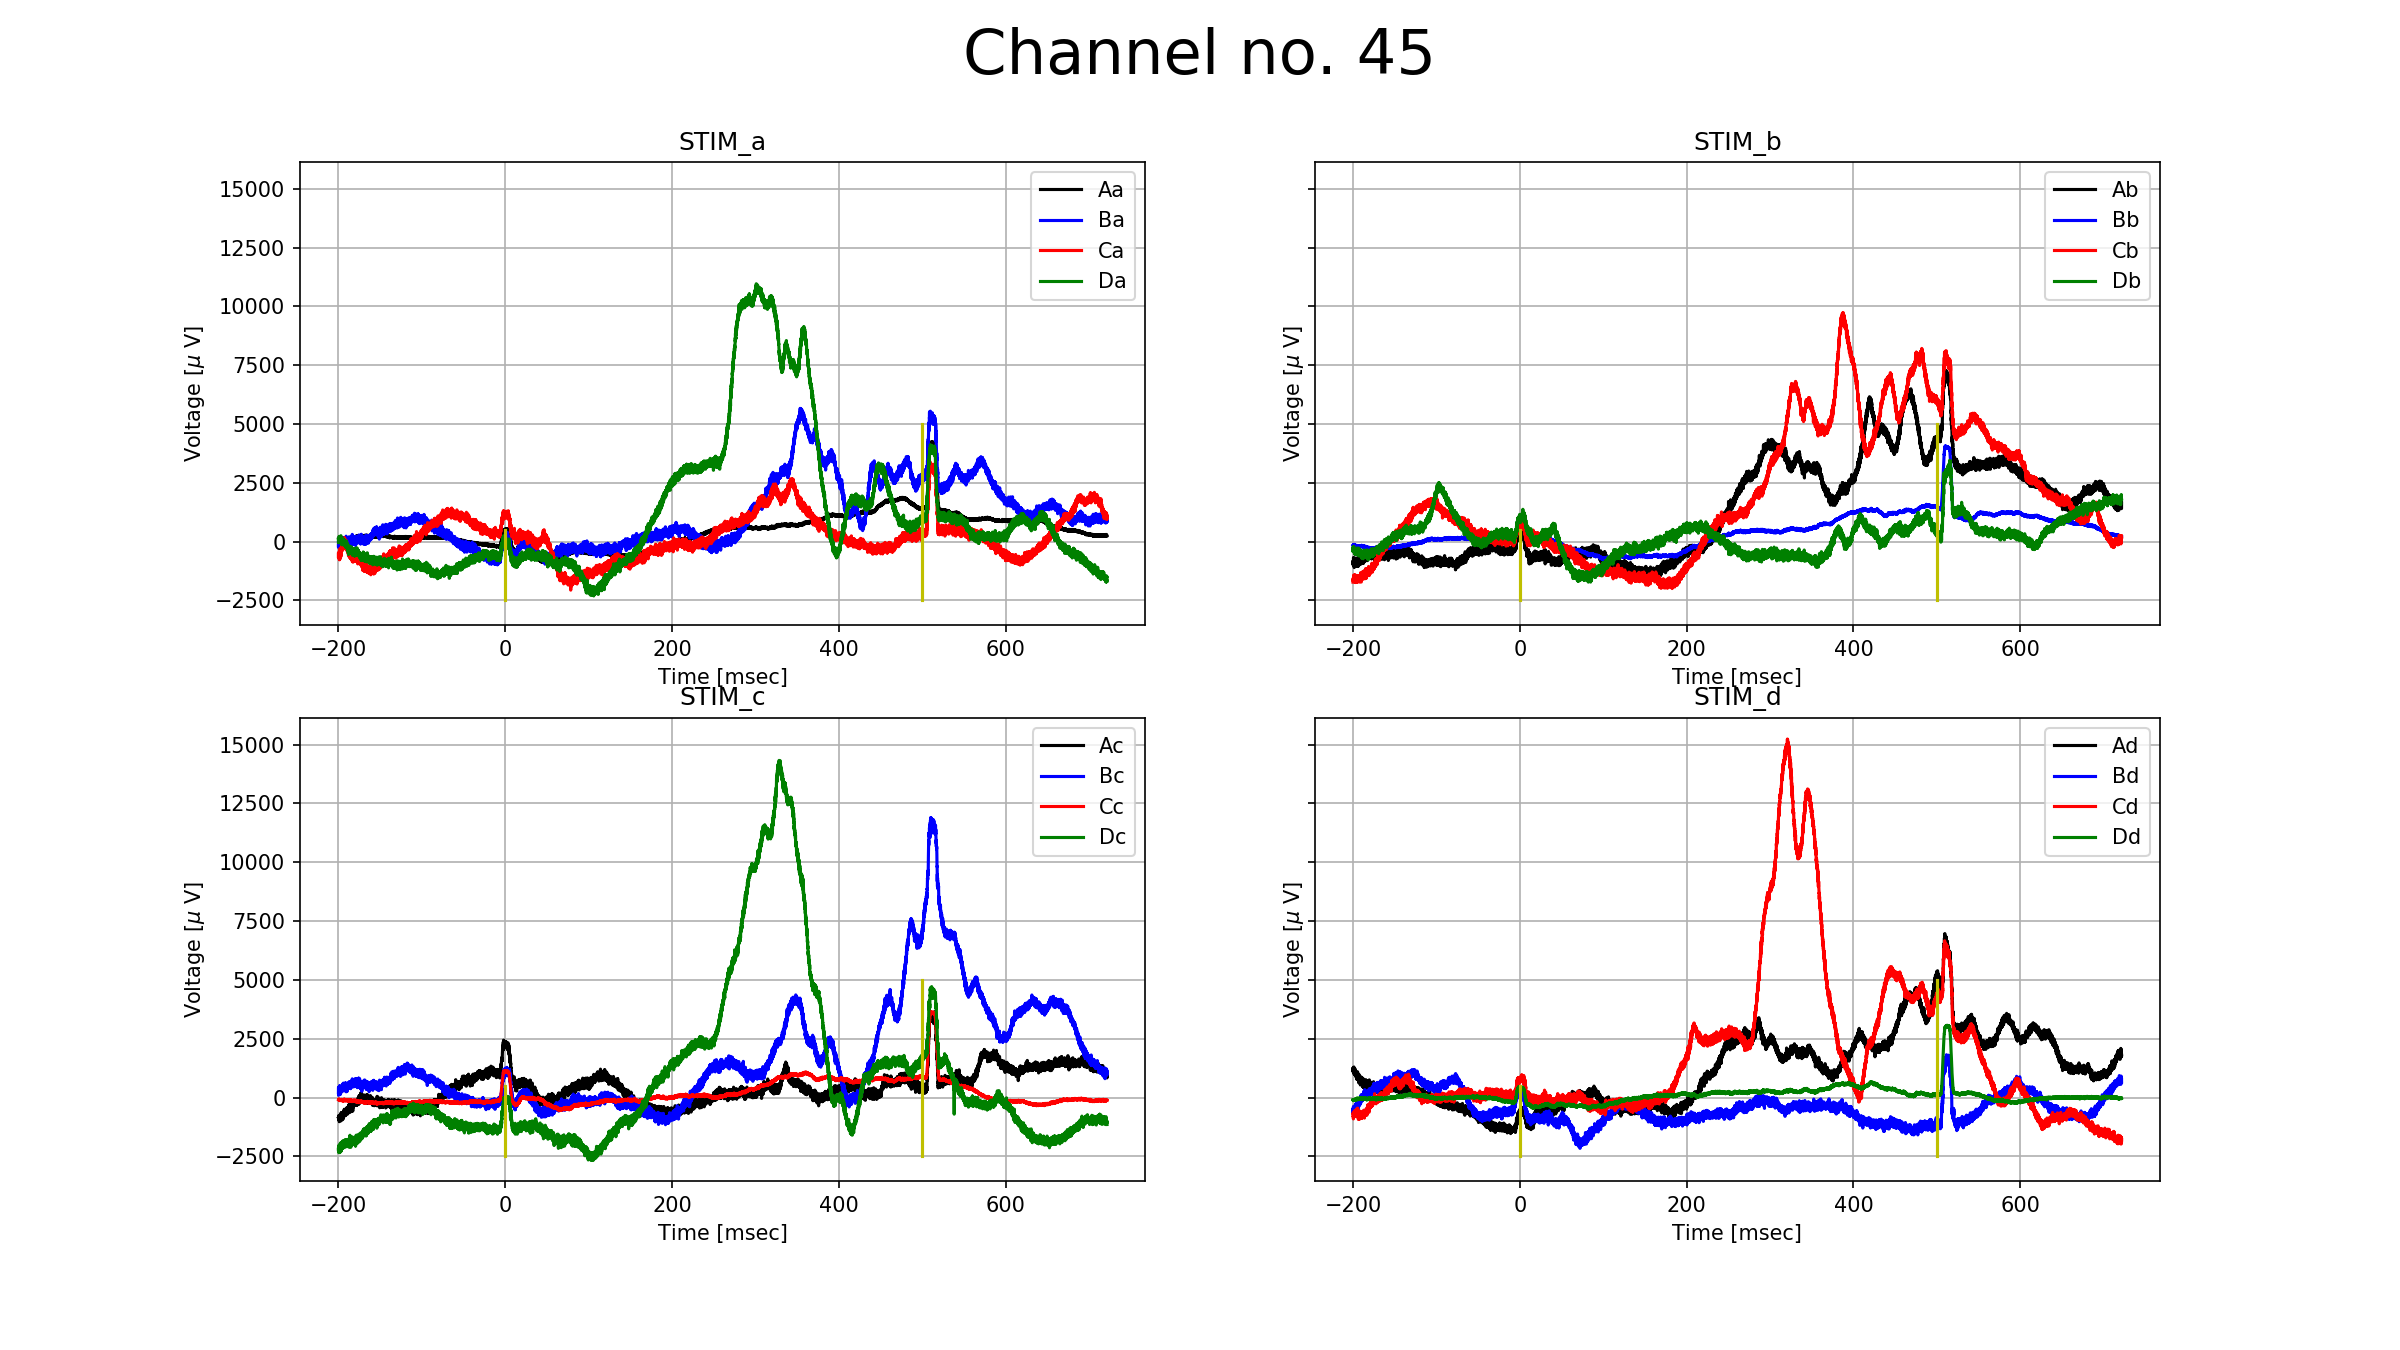 Channel no. 45
STIM_a
15000
12500
10000
7500
5000
2500
0
−2500
Voltage [μ V]
−200 0 200 400 600
Time [msec]
Aa
Ba
Ca
Da
STIM_b
Voltage [μ V]
−200 0 200 400 600
Time [msec]
Ab
Bb
Cb
Db
STIM_c
15000
12500
10000
7500
5000
2500
0
−2500
Voltage [μ V]
−200 0 200 400 600
Time [msec]
Ac
Bc
Cc
Dc
STIM_d
Voltage [μ V]
−200 0 200 400 600
Time [msec]
Ad
Bd
Cd
Dd